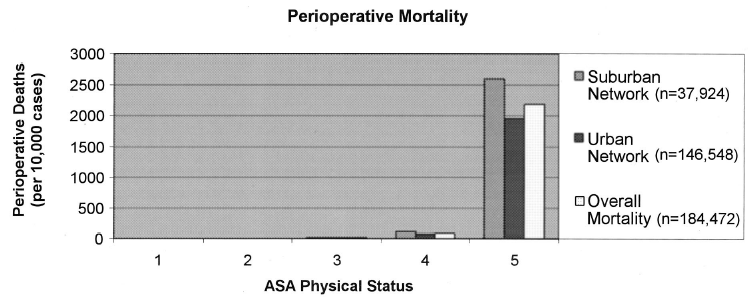 Perioperative Mortality
Perioperative Deaths
(per 10,000 cases)
3000
2500
2000
1500
1000
500
0
1 2 3 4 5
ASA Physical Status
Suburban
Network (n=37,924)
Urban
Network (n=146,548)
Overall
Mortality (n=184,472)